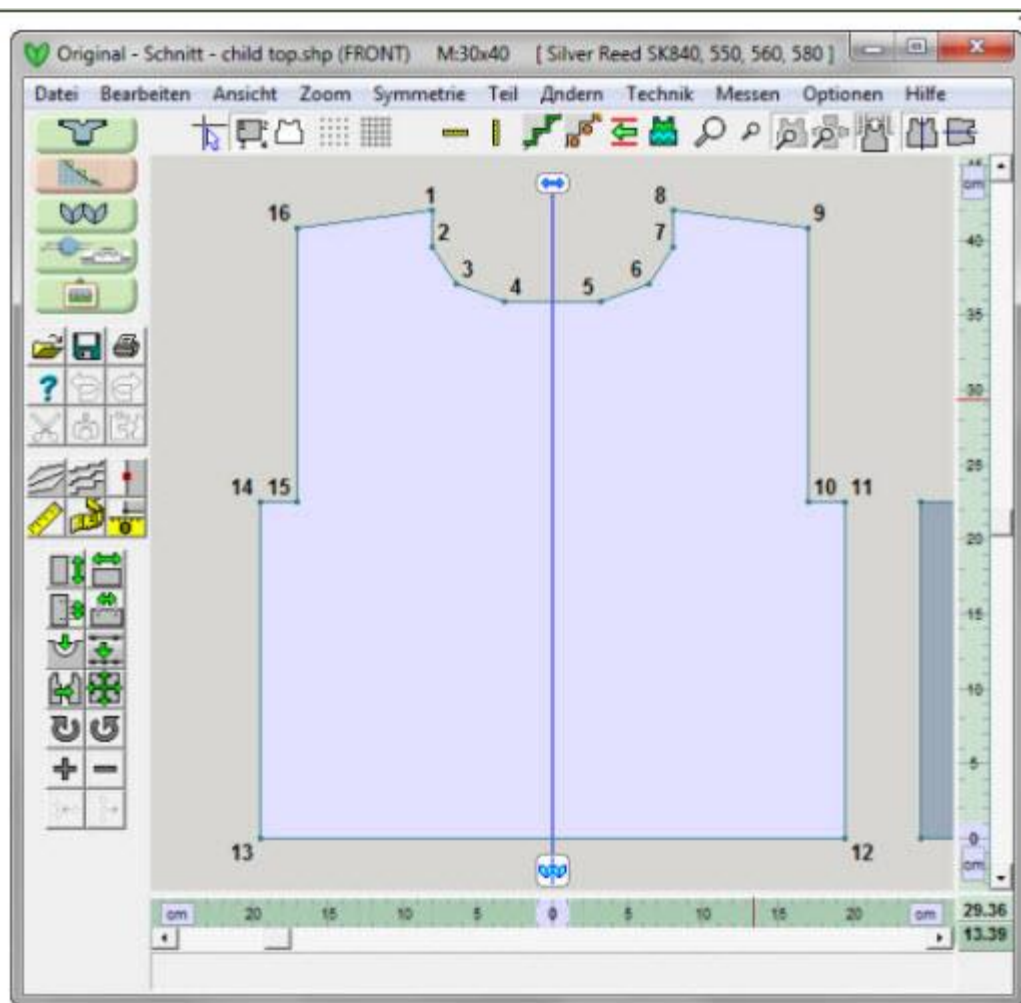 Original - Schnitt - child top.shp (FRONT) M:30x40 [ Silver Reed SK840, 550, 560, 580 ]
Datei Bearbeiten Ansicht Zoom Symmetrie Teil Дndern Technik Messen Optionen Hilfe
45
cm
1 8
16 9
2 7 40
3 6
4 5
35
30
25
14 15 10 11
20
15
10
5
0
13 12
cm
cm 20 15 10 5 0 5 10 15 20 cm 29.36
13.39